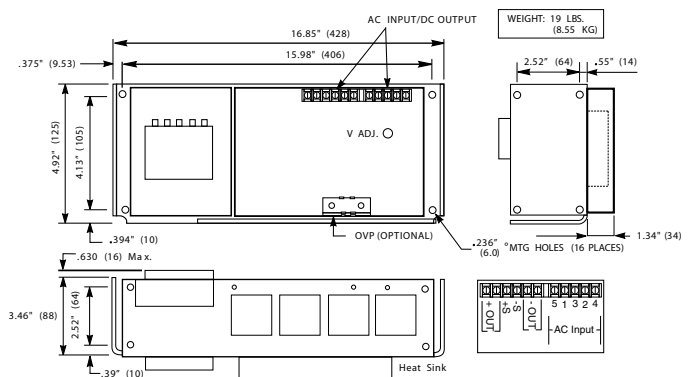 16.85" (428)
AC INPUT/DC OUTPUT
WEIGHT: 19 LBS.
(8.55 KG)
.375" (9.53)
15.98" (406)
2.52" (64)
.55" (14)
4.92" (125)
4.13" (105)
V ADJ.
.394" (10)
OVP (OPTIONAL)
.236" °MTG HOLES (16 PLACES)
(6.0)
1.34" (34)
.630 (16) Max.
3.46" (88)
2.52" (64)
.39" (10)
Heat Sink
+ OUT
+S
-S
- OUT
5 1 3 2 4
AC Input